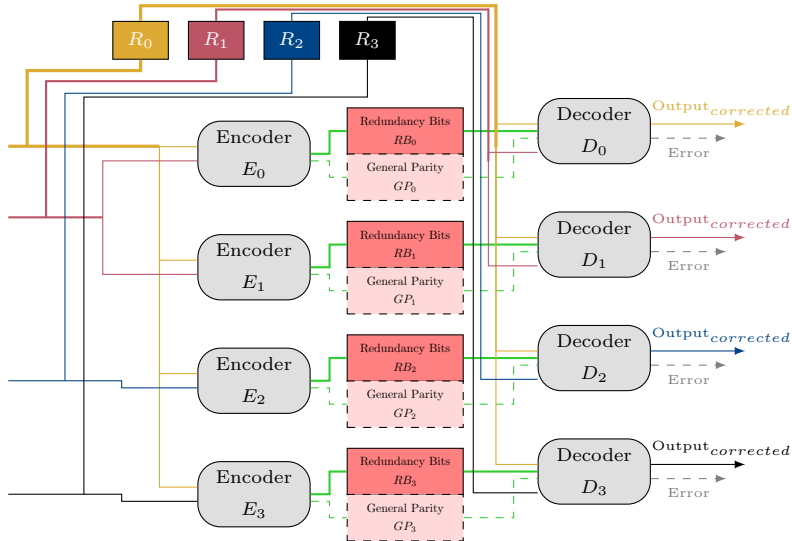 R0 R1 R2 R3
Encoder
E0
Redundancy Bits
RB0
General Parity
GP0
Decoder
D0
Outputcorrected
Error
Encoder
E1
Redundancy Bits
RB1
General Parity
GP1
Decoder
D1
Outputcorrected
Error
Encoder
E2
Redundancy Bits
RB2
General Parity
GP2
Decoder
D2
Outputcorrected
Error
Encoder
E3
Redundancy Bits
RB3
General Parity
GP3
Decoder
D3
Outputcorrected
Error